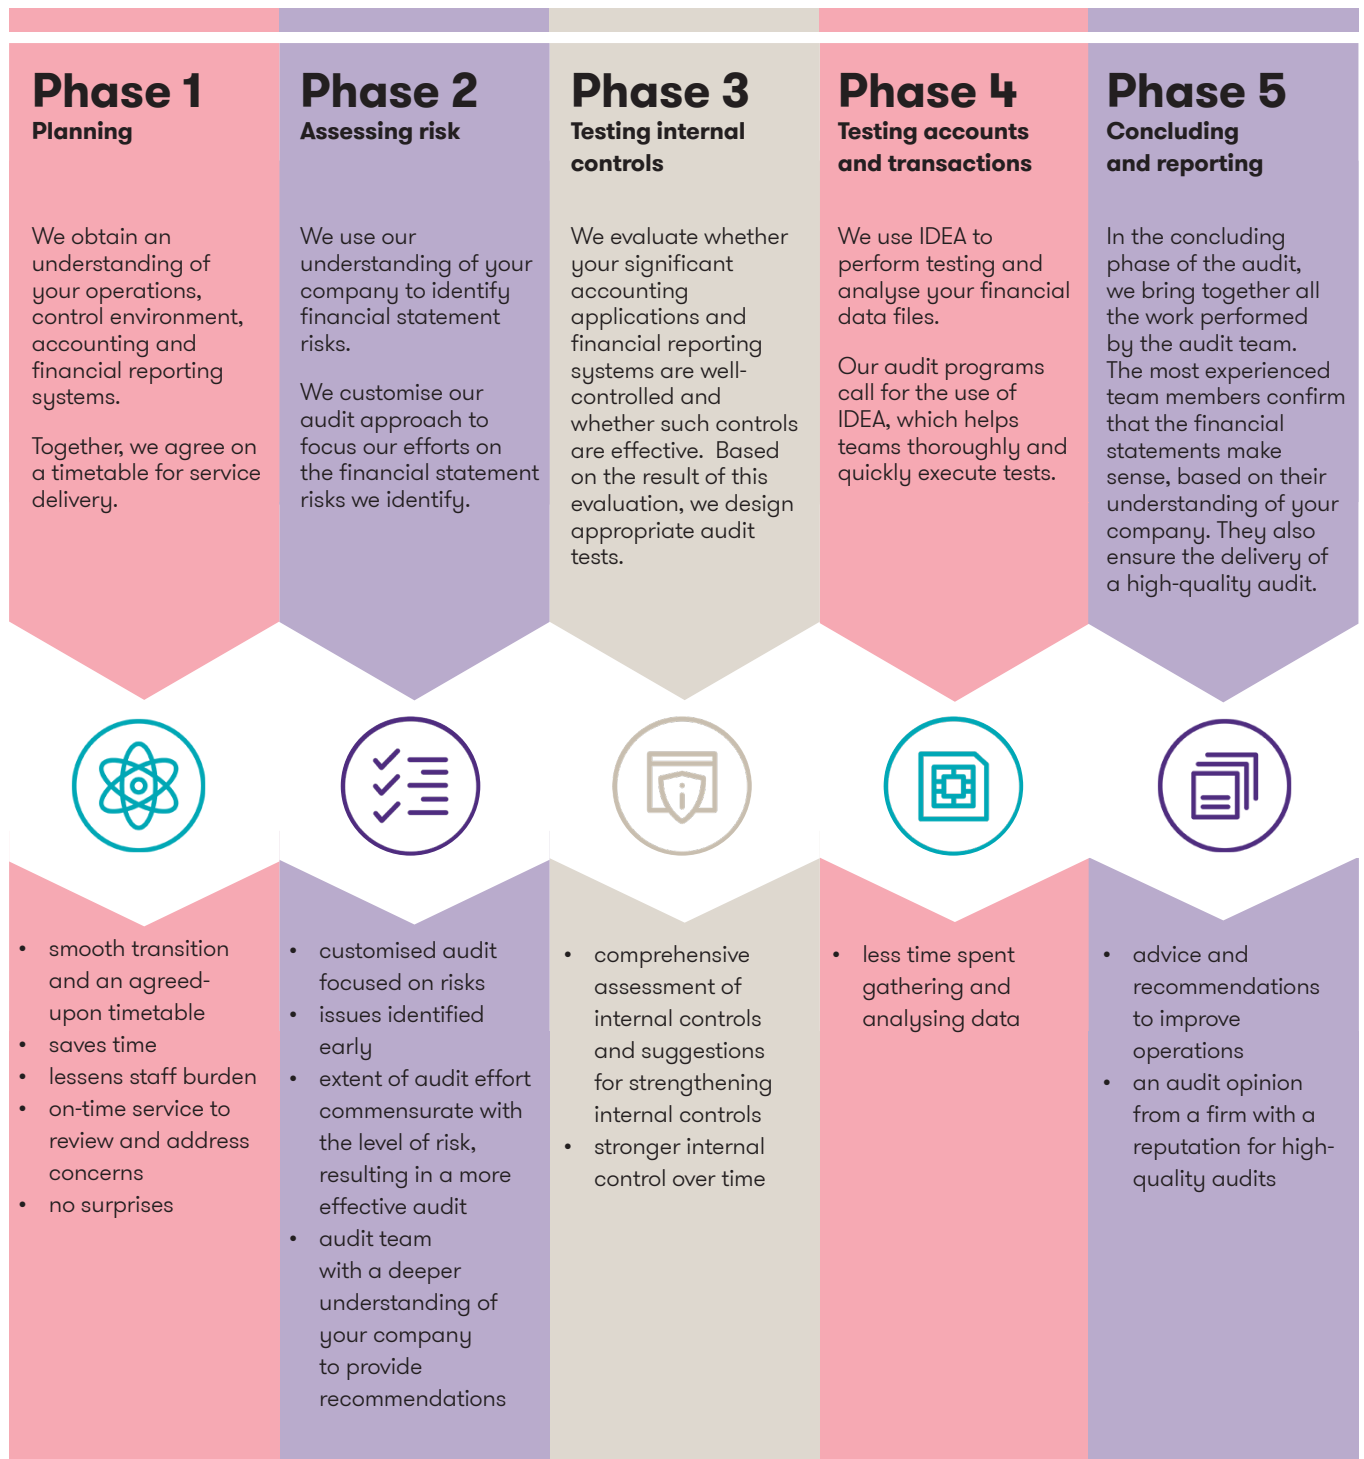 Phase 1
Planning
We obtain an
understanding of
your operations,
control environment,
accounting and
financial reporting
systems.
Together, we agree on
a timetable for service
delivery.
Phase 2
Assessing risk
We use our
understanding of your
company to identify
financial statement
risks.
We customise our
audit approach to
focus our efforts on
the financial statement
risks we identify.
Phase 3
Testing internal
controls
We evaluate whether
your significant
accounting
applications and
financial reporting
systems are well-
controlled and
whether such controls
are effective.  Based
on the result of this
evaluation, we design
appropriate audit
tests.
Phase 4
Testing accounts
and transactions
We use IDEA to
perform testing and
analyse your financial
data files.
Our audit programs
call for the use of
IDEA, which helps
teams thoroughly and
quickly execute tests.
Phase 5
Concluding
and reporting
In the concluding
phase of the audit,
we bring together all
the work performed
by the audit team.
The most experienced
team members confirm
that the financial
statements make
sense, based on their
understanding of your
company. They also
ensure the delivery of
a high-quality audit.
• smooth transition
and an agreed-
upon timetable
• saves time
• lessens staff burden
• on-time service to
review and address
concerns
• no surprises
• customised audit
focused on risks
• issues identified
early
• extent of audit effort
commensurate with
the level of risk,
resulting in a more
effective audit
• audit team
with a deeper
understanding of
your company
to provide
recommendations
• comprehensive
assessment of
internal controls
and suggestions
for strengthening
internal controls
• stronger internal
control over time
• less time spent
gathering and
analysing data
• advice and
recommendations
to improve
operations
• an audit opinion
from a firm with a
reputation for high-
quality audits